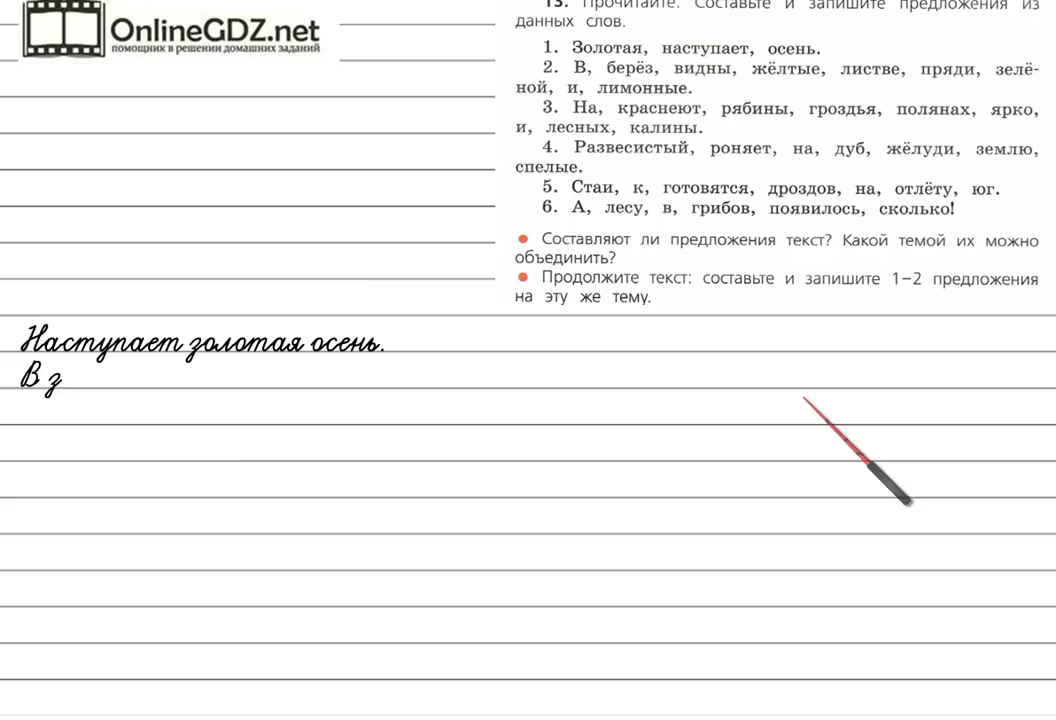 OnlineGDZ.net
помощник в решении домашних заданий
13. Прочитайте. Составьте и запишите предложения из
данных слов.
1. Золотая, наступает, осень.
2. В, берёз, видны, жёлтые, листве, пряди, зелё-
ной, и, лимонные.
3. На, краснеют, рябины, гроздья, полянах, ярко,
и, лесных, калины.
4. Развесистый, роняет, на, дуб, жёлуди, землю,
спелые.
5. Стаи, к, готовятся, дроздов, на, отлёту, юг.
6. А, лесу, в, грибов, появилось, сколько!
• Составляют ли предложения текст? Какой темой их можно
объединить?
• Продолжите текст: составьте и запишите 1–2 предложения
на эту же тему.
Наступает золотая осень.
В з